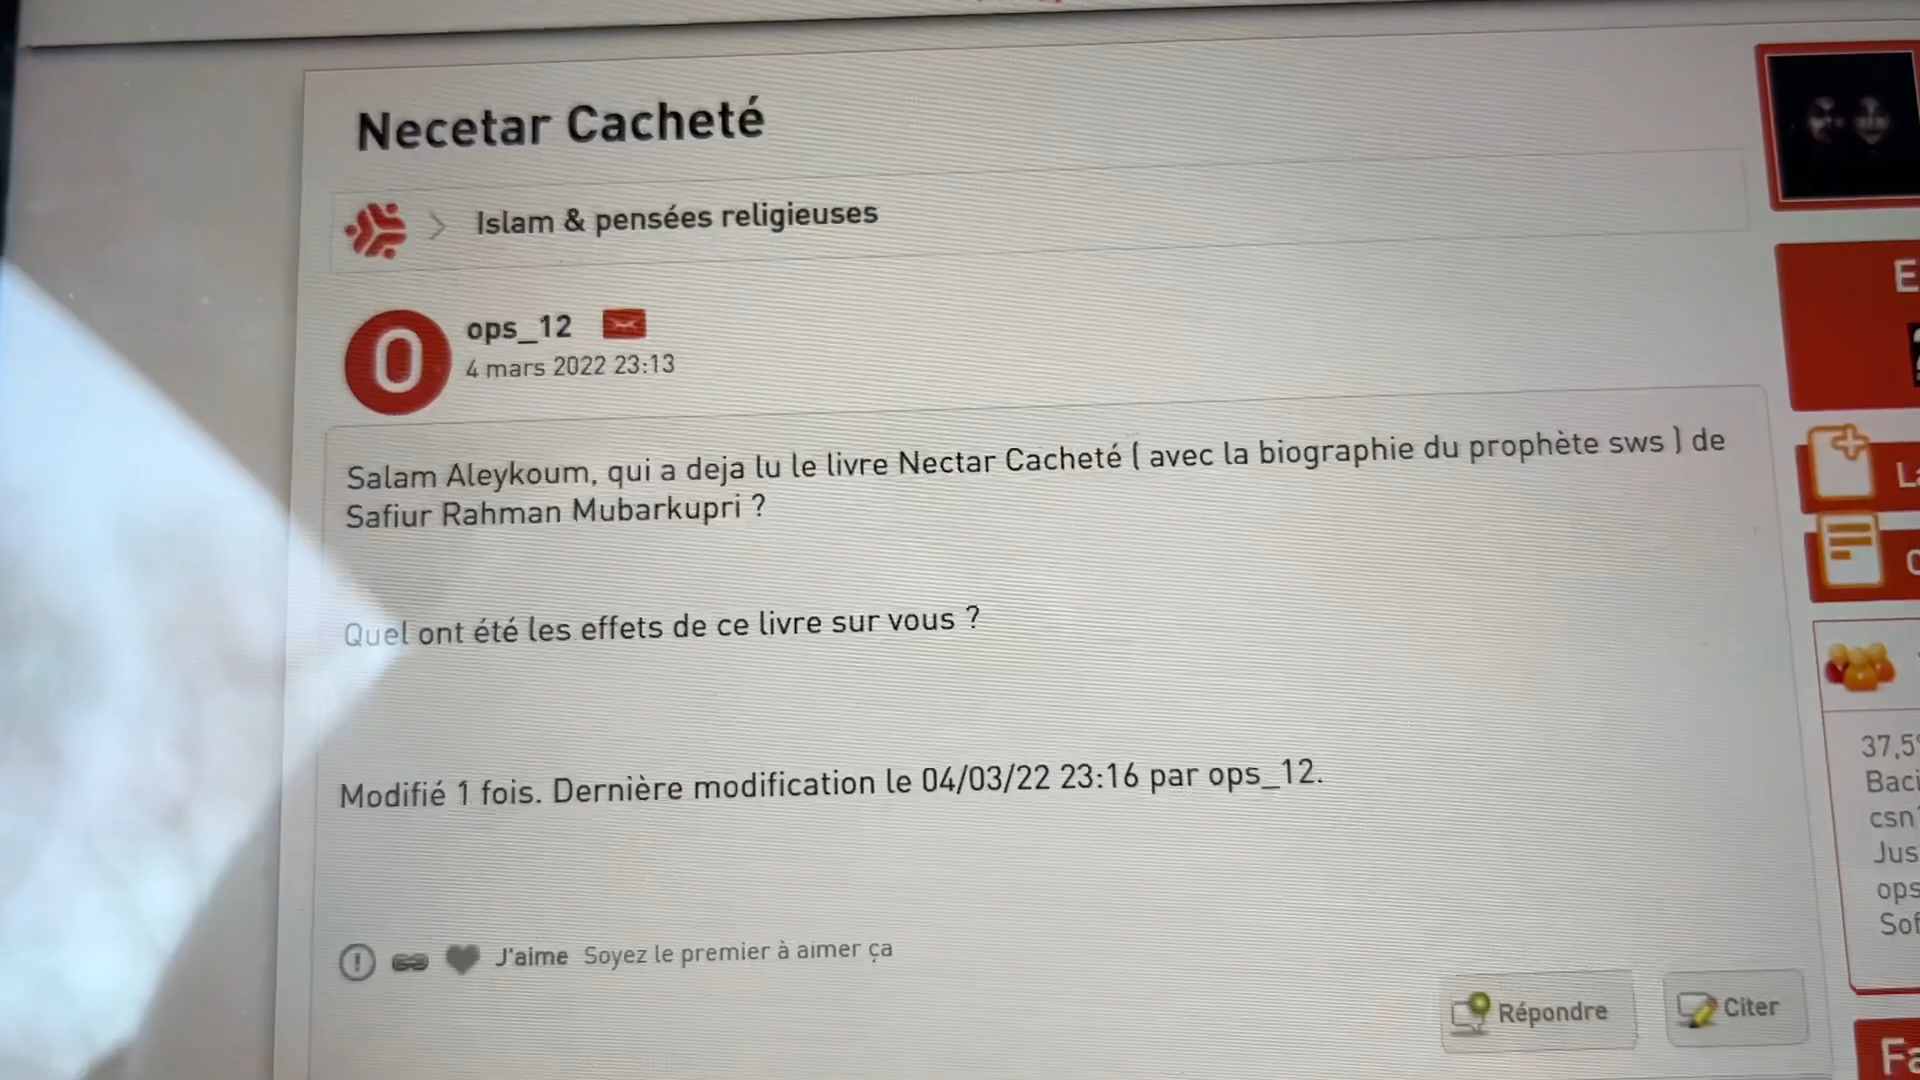 Necetar Cacheté
Islam & pensées religieuses
ops_12
4 mars 2022 23:13
Salam Aleykoum, qui a deja lu le livre Nectar Cacheté ( avec la biographie du prophète sws ) de
Safiur Rahman Mubarkupri ?
Quel ont été les effets de ce livre sur vous ?
Modifié 1 fois. Dernière modification le 04/03/22 23:16 par ops_12.
J'aime Soyez le premier à aimer ça
Répondre
Citer
37,5
Baci
csn
Jus
ops